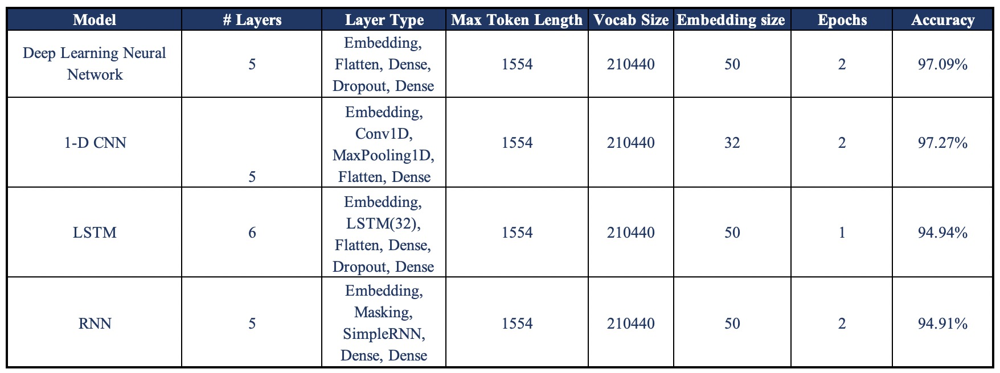 Model # Layers Layer Type Max Token Length Vocab Size Embedding size Epochs Accuracy
Deep Learning Neural
Network
5
Embedding,
Flatten, Dense,
Dropout, Dense
1554
210440
50
2
97.09%
1-D CNN
5
Embedding,
Conv1D,
MaxPooling1D,
Flatten, Dense
1554
210440
32
2
97.27%
LSTM
6
Embedding,
LSTM(32),
Flatten, Dense,
Dropout, Dense
1554
210440
50
1
94.94%
RNN
5
Embedding,
Masking,
SimpleRNN,
Dense, Dense
1554
210440
50
2
94.91%